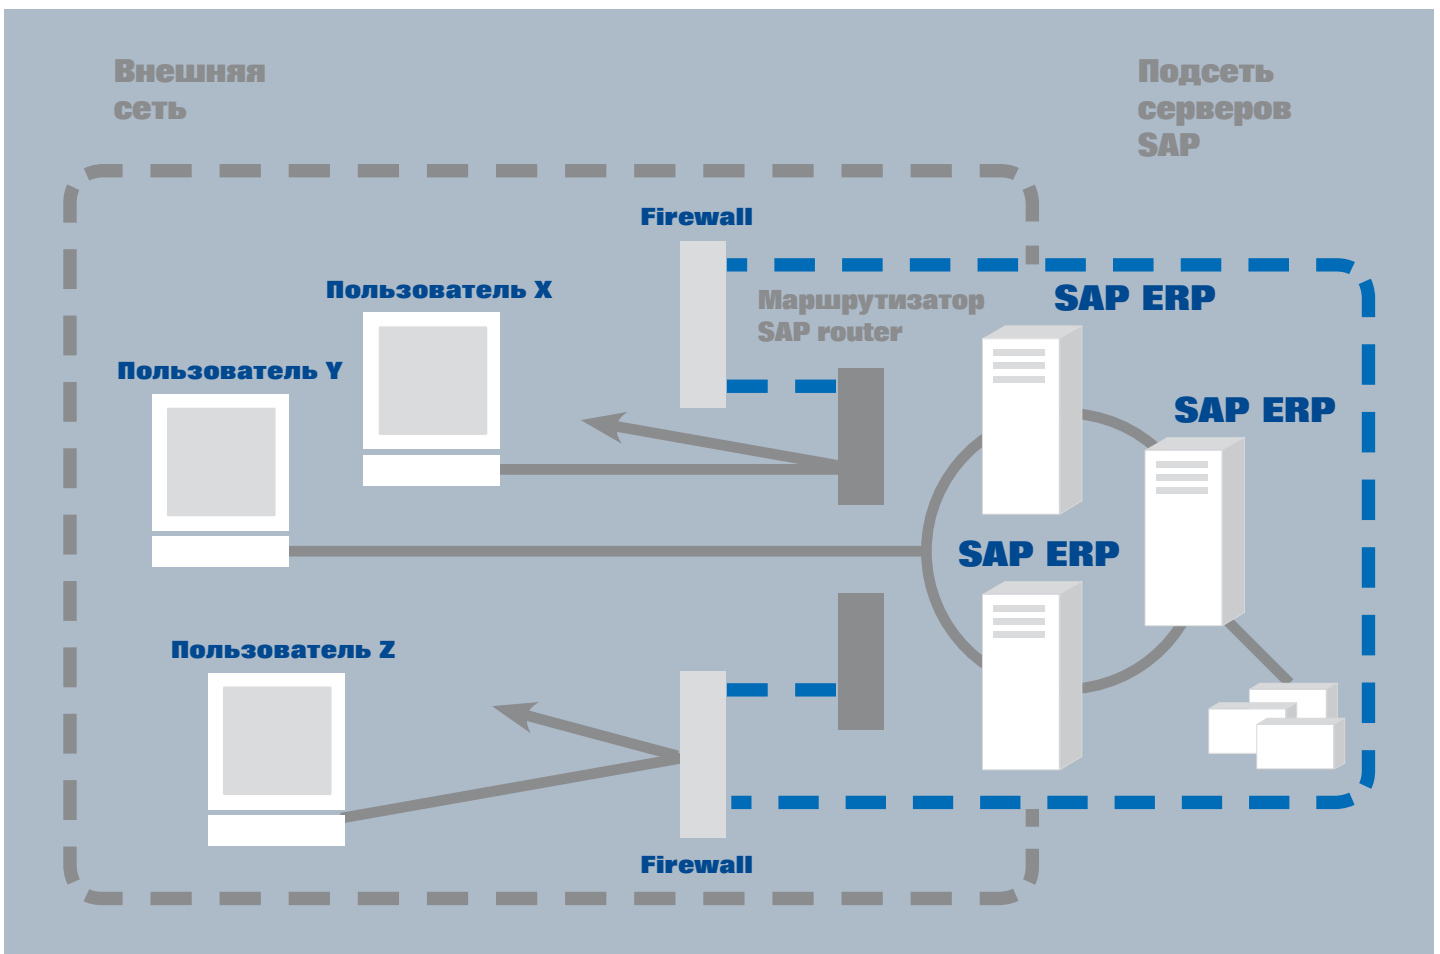 Внешняя
сеть
Подсеть
серверов
SAP
Firewall
Пользователь X
Маршрутизатор
SAP router
SAP ERP
Пользователь Y
SAP ERP
SAP ERP
Пользователь Z
Firewall